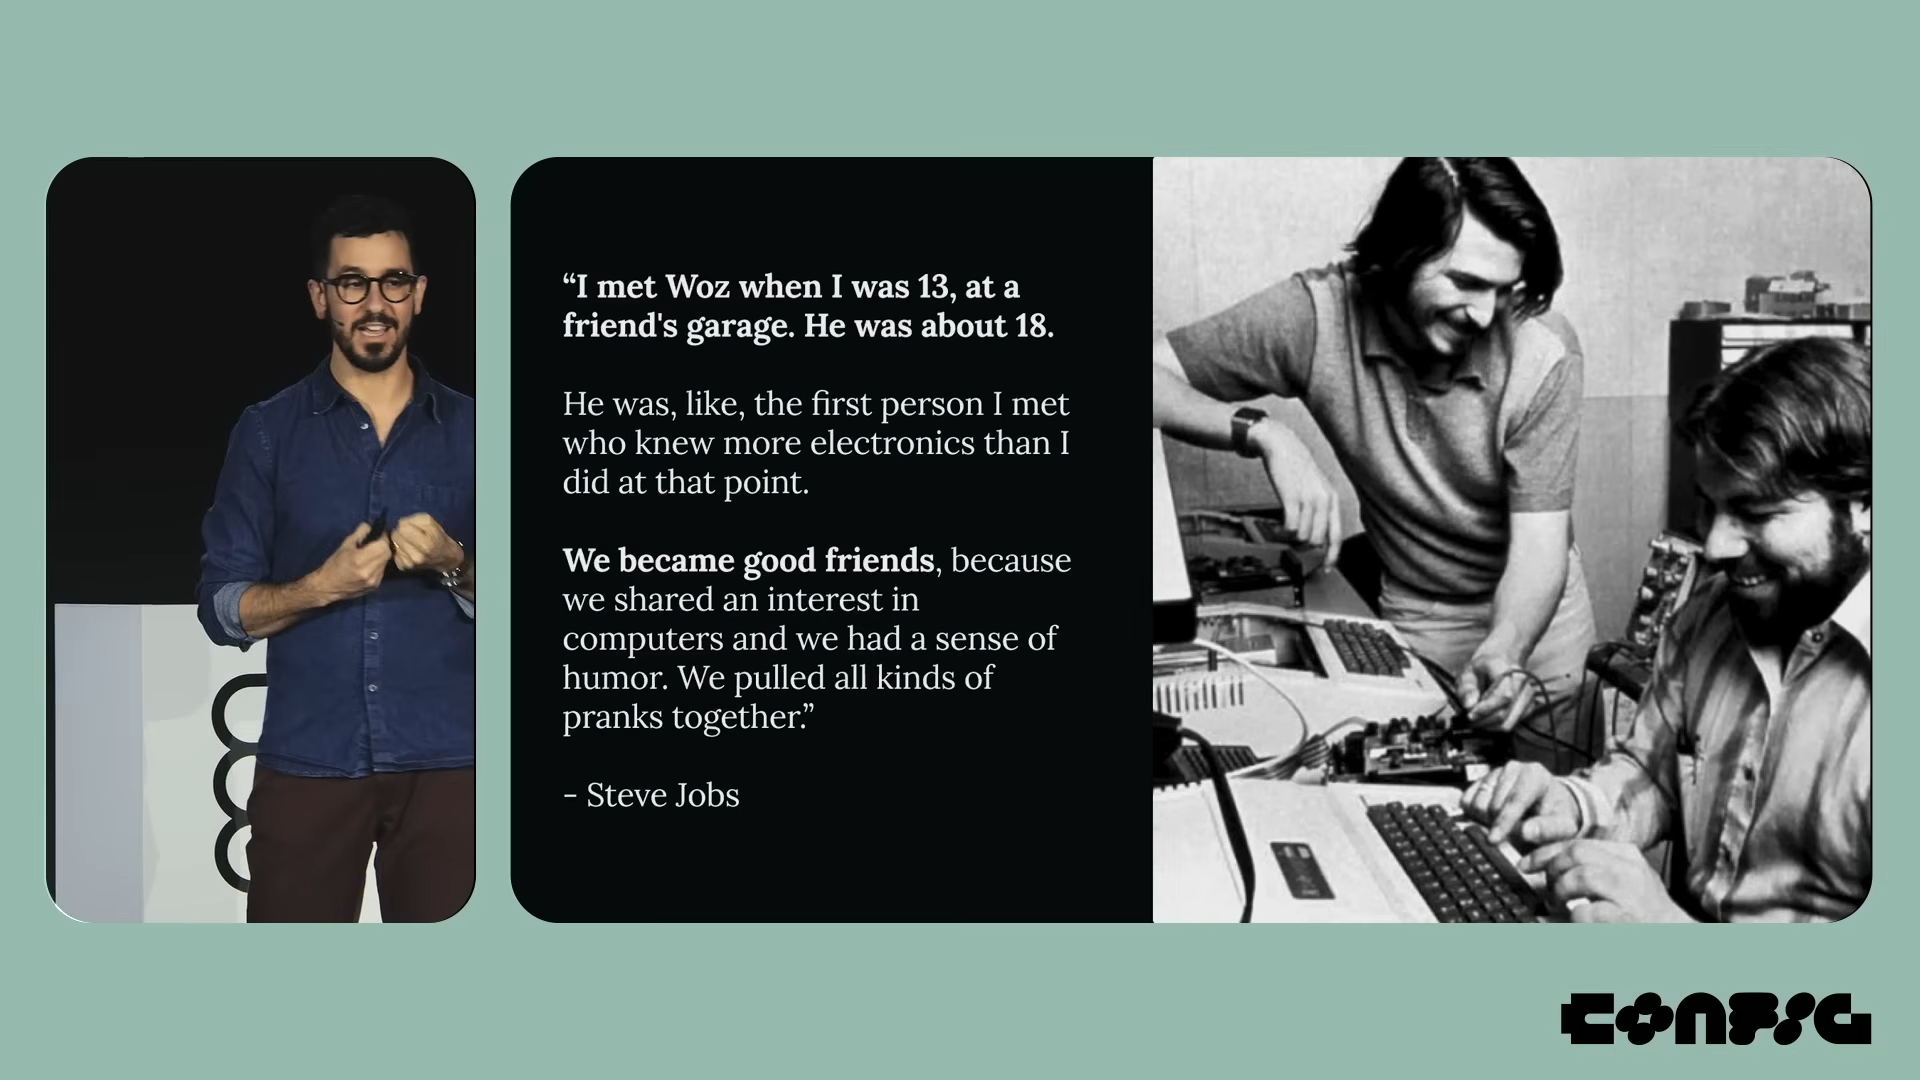 “I met Woz when I was 13, at a
friend's garage. He was about 18.
He was, like, the first person I met
who knew more electronics than I
did at that point.
We became good friends, because
we shared an interest in
computers and we had a sense of
humor. We pulled all kinds of
pranks together.”
- Steve Jobs
CONFIG